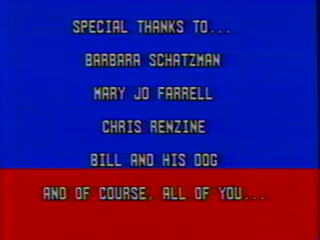 SPECIAL THANKS TO...
BARBARA SCHATZMAN
MARY JO FARRELL
CHRIS RENZINE
BILL AND HIS DOG
AND OF COURSE, ALL OF YOU...